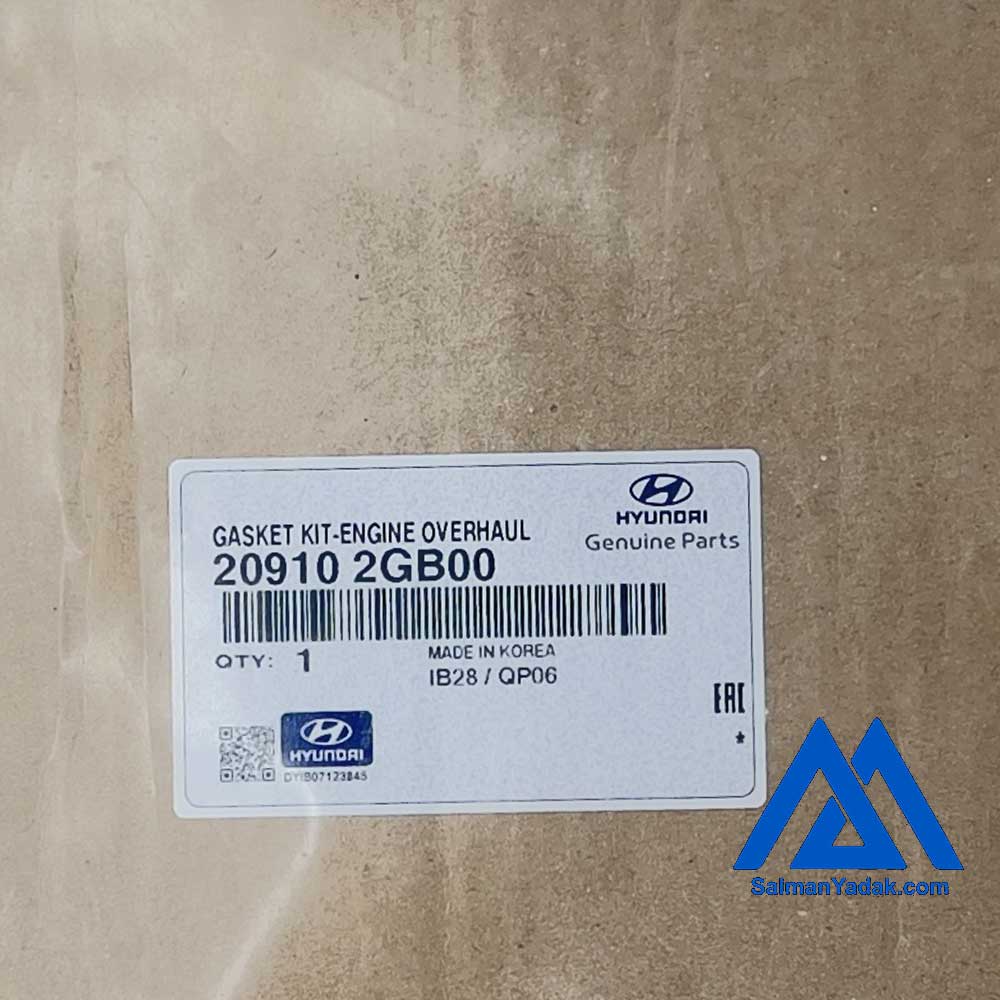 GASKET KIT-ENGINE OVERHAUL
20910 2GB00
HYUNDAI
Genuine Parts
QTY: 1
MADE IN KOREA
IB28 / QP06
EAC
*
HYUNDAI
DYIB07123845
SalmanYadak.com